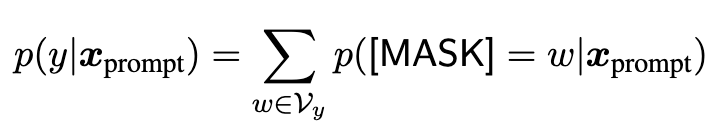 p(y|x_prompt) = ∑_{w∈𝒱_y} p([MASK] = w|x_prompt)